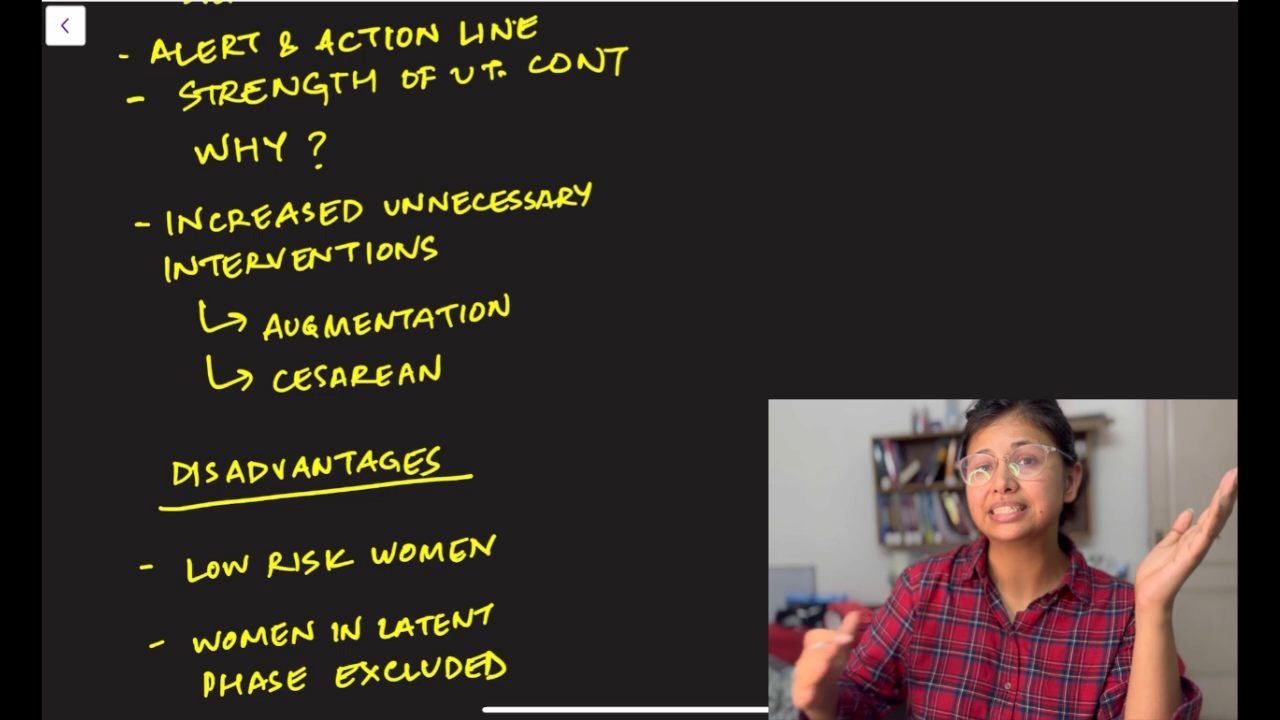 - ALERT & ACTION LINE
- STRENGTH OF UT. CONT
WHY ?
- INCREASED UNNECESSARY
INTERVENTIONS
↳ AUGMENTATION
↳ CESAREAN
DISADVANTAGES
- LOW RISK WOMEN
- WOMEN IN LATENT
PHASE EXCLUDED